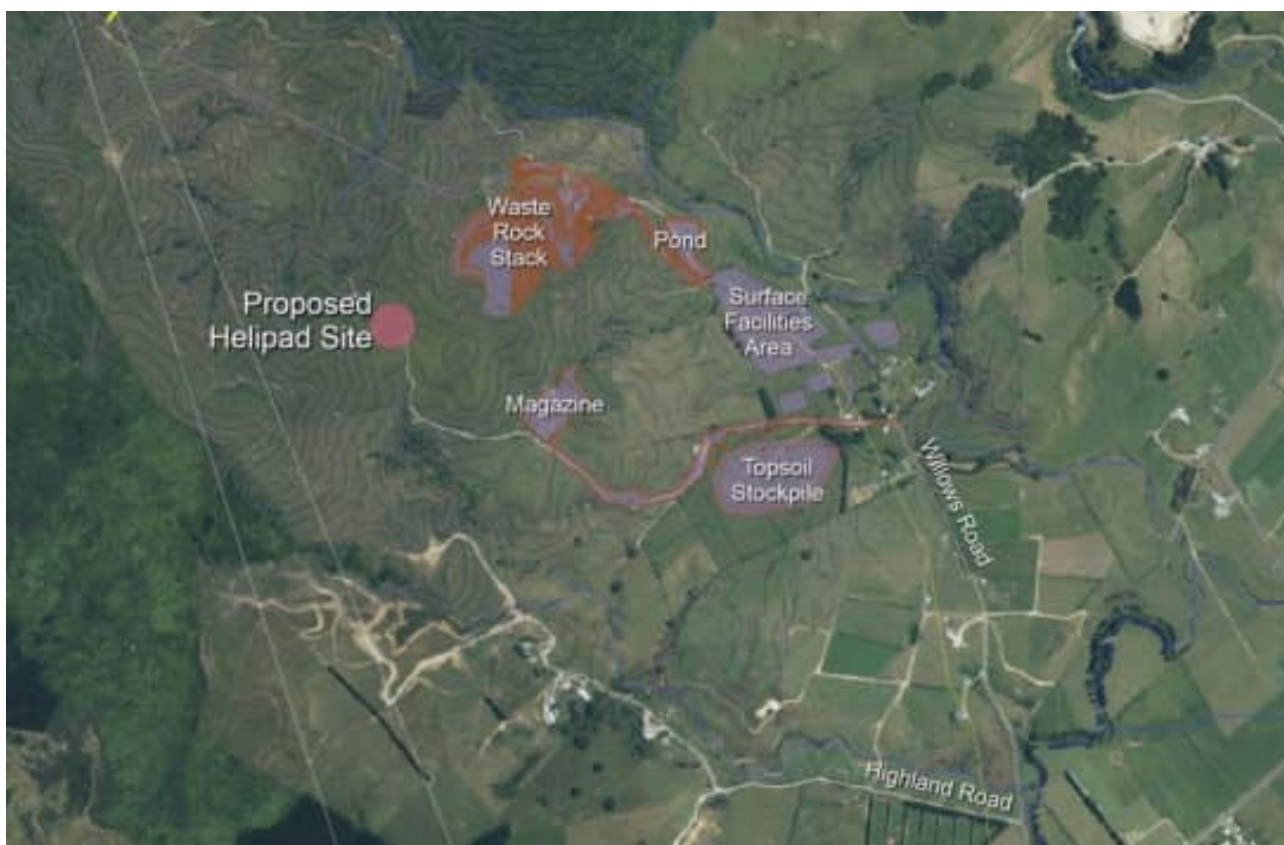 Waste
Rock
Stack
Pond
Proposed
Helipad Site
Surface
Facilities
Area
Magazine
Topsoil
Stockpile
Willows Road
Highland Road